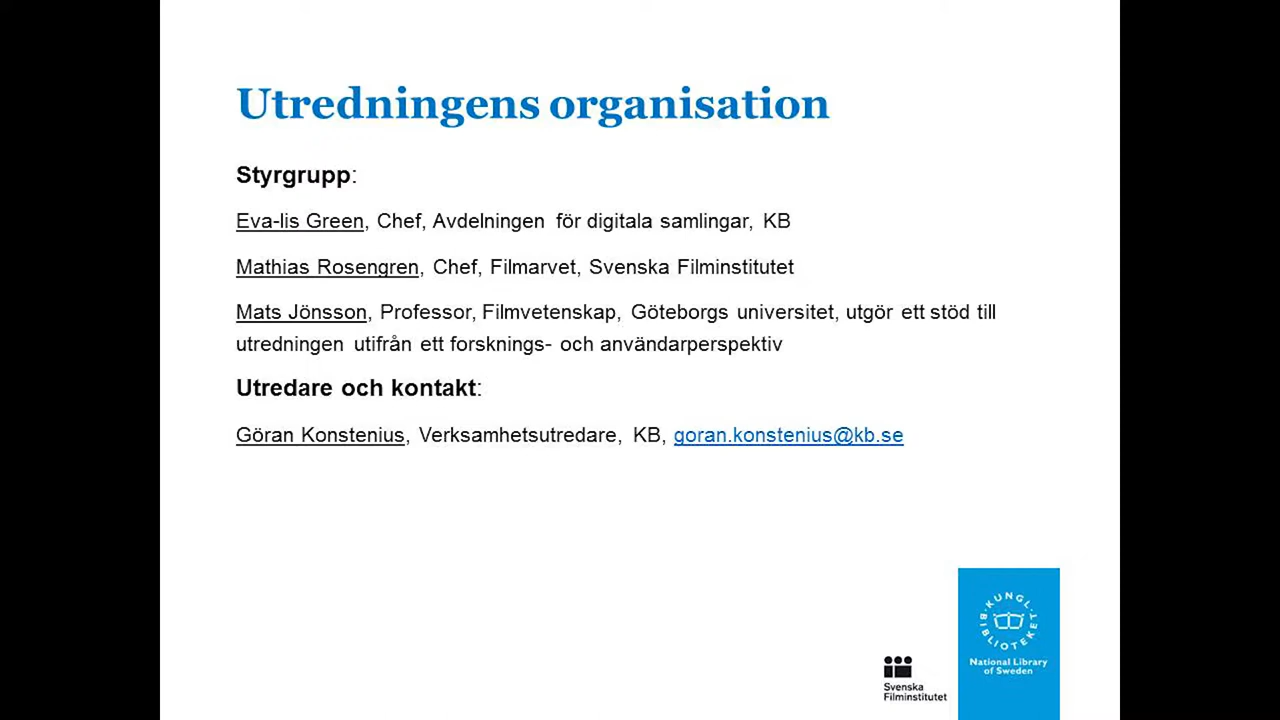 Utredningens organisation
Styrgrupp:
Eva-lis Green, Chef, Avdelningen för digitala samlingar, KB
Mathias Rosengren, Chef, Filmarvet, Svenska Filminstitutet
Mats Jönsson, Professor, Filmvetenskap, Göteborgs universitet, utgör ett stöd till
utredningen utifrån ett forsknings- och användarperspektiv
Utredare och kontakt:
Göran Konstenius, Verksamhetsutredare, KB, goran.konstenius@kb.se
Svenska
Filminstitutet
KUNGL.
BIBLIOTEKET
National Library
of Sweden